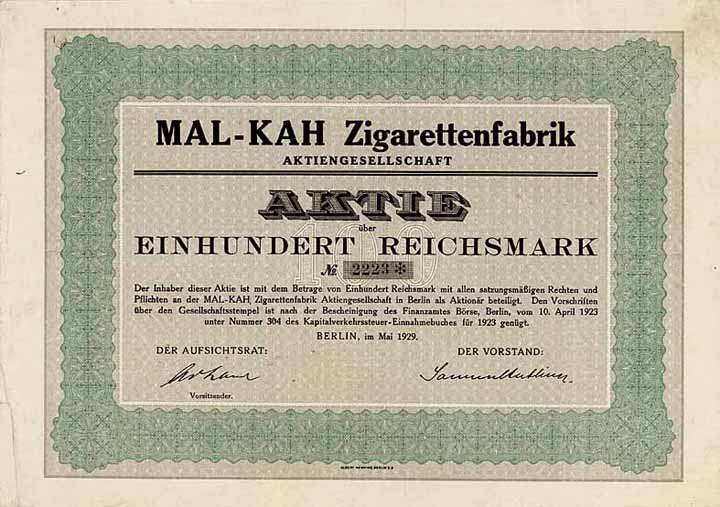 MAL-KAH Zigarettenfabrik
AKTIENGESELLSCHAFT
AKTIE
über
100
EINHUNDERT REICHSMARK
№ 2223 *
Der Inhaber dieser Aktie ist mit dem Betrage von Einhundert Reichsmark mit allen satzungsmäßigen Rechten und
Pflichten an der MAL-KAH, Zigarettenfabrik Aktiengesellschaft in Berlin als Aktionär beteiligt. Den Vorschriften
über den Gesellschaftsstempel ist nach der Bescheinigung des Finanzamtes Börse, Berlin, vom 10. April 1923
unter Nummer 304 des Kapitalverkehrssteuer-Einnahmebuches für 1923 genügt.
BERLIN, im Mai 1929.
DER AUFSICHTSRAT: DER VORSTAND:
Vorsitzender.